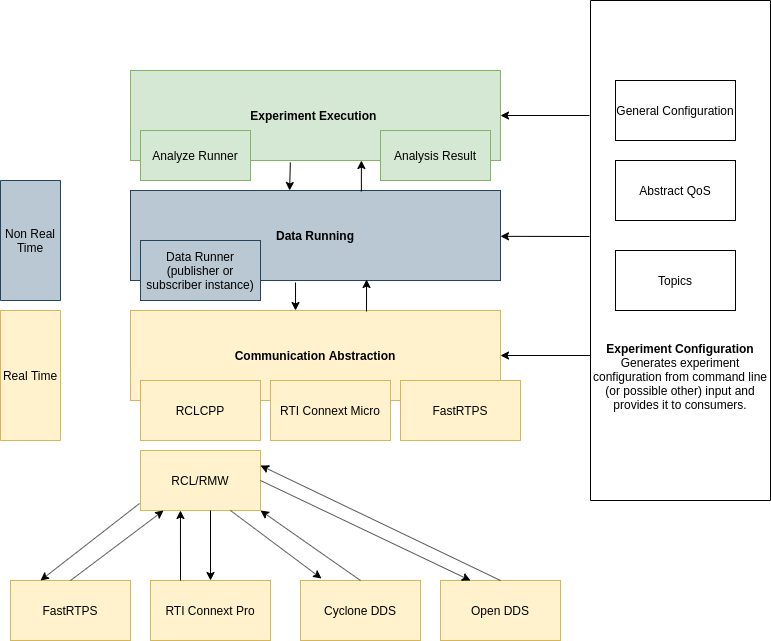 Experiment Execution
Analyze Runner
Analysis Result
General Configuration
Abstract QoS
Topics
Experiment Configuration
Generates experiment
configuration from command line
(or possible other) input and
provides it to consumers.
Non Real
Time
Data Running
Data Runner
(publisher or
subscriber instance)
Real Time
Communication Abstraction
RCLCPP
RTI Connext Micro
FastRTPS
RCL/RMW
FastRTPS
RTI Connext Pro
Cyclone DDS
Open DDS